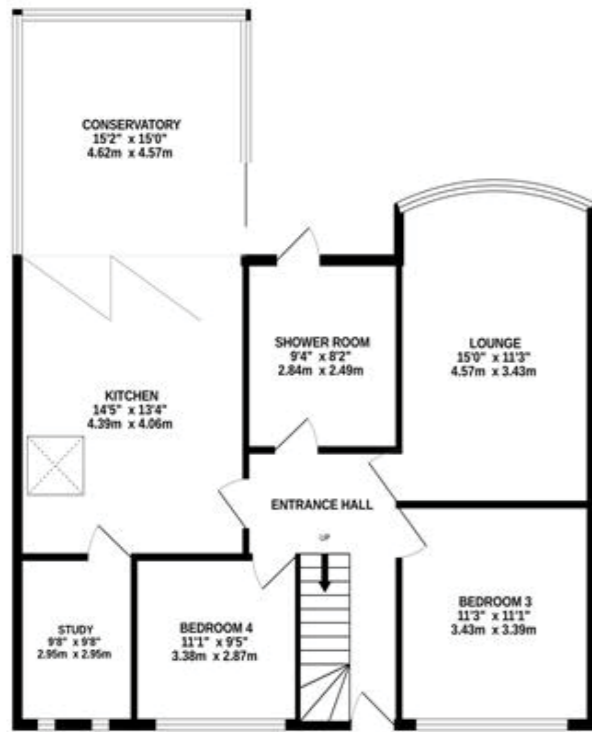 CONSERVATORY
15'2" x 15'0"
4.62m x 4.57m
SHOWER ROOM
9'4" x 8'2"
2.84m x 2.49m
LOUNGE
15'0" x 11'3"
4.57m x 3.43m
KITCHEN
14'5" x 13'4"
4.39m x 4.06m
ENTRANCE HALL
UP
STUDY
9'8" x 9'8"
2.95m x 2.95m
BEDROOM 4
11'1" x 9'5"
3.38m x 2.87m
BEDROOM 3
11'3" x 11'1"
3.43m x 3.39m